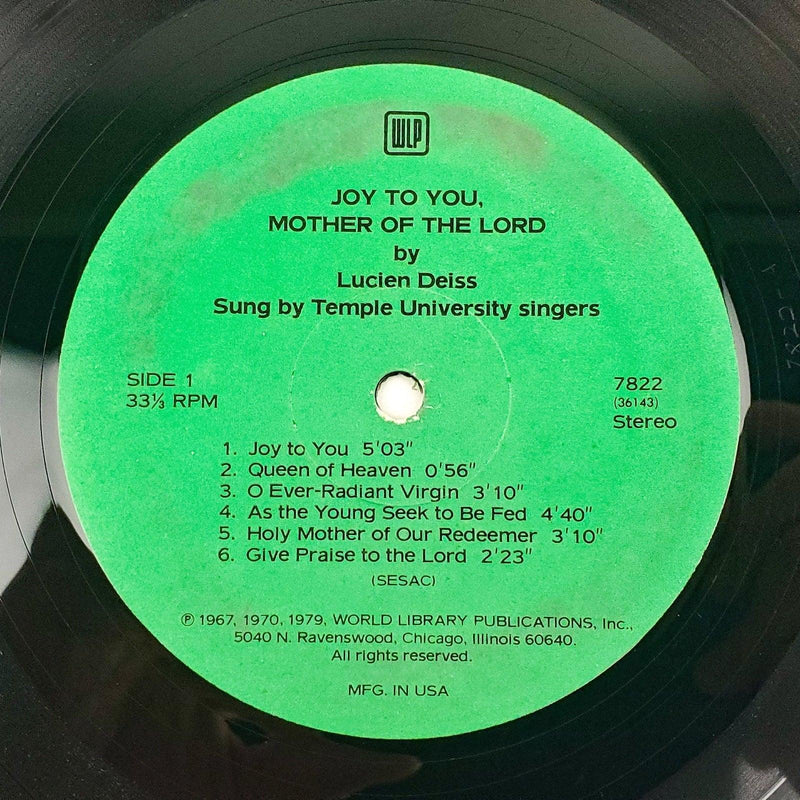 WLP
JOY TO YOU,
MOTHER OF THE LORD
by
Lucien Deiss
Sung by Temple University singers
SIDE 1
33⅓ RPM
7822
(36143)
Stereo
1. Joy to You 5'03"
2. Queen of Heaven 0'56"
3. O Ever-Radiant Virgin 3'10"
4. As the Young Seek to Be Fed 4'40"
5. Holy Mother of Our Redeemer 3'10"
6. Give Praise to the Lord 2'23"
(SESAC)
℗ 1967, 1970, 1979, WORLD LIBRARY PUBLICATIONS, Inc.,
5040 N. Ravenswood, Chicago, Illinois 60640.
All rights reserved.
MFG. IN USA